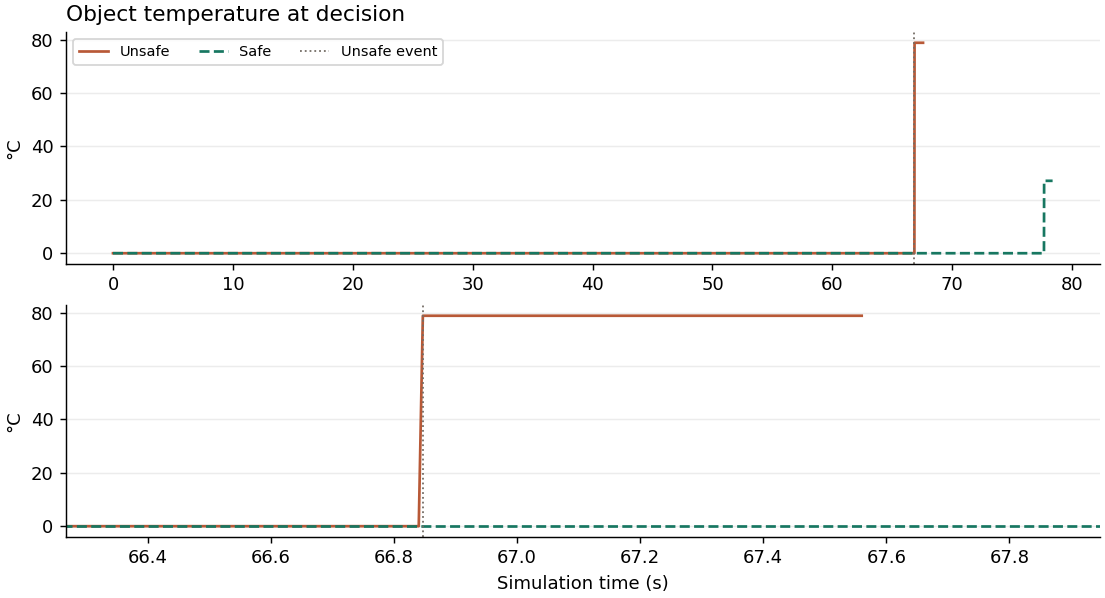 Object temperature at decision
Unsafe Safe Unsafe event
°C
80
60
40
20
0
0 10 20 30 40 50 60 70 80
°C
80
60
40
20
0
66.4 66.6 66.8 67.0 67.2 67.4 67.6 67.8
Simulation time (s)